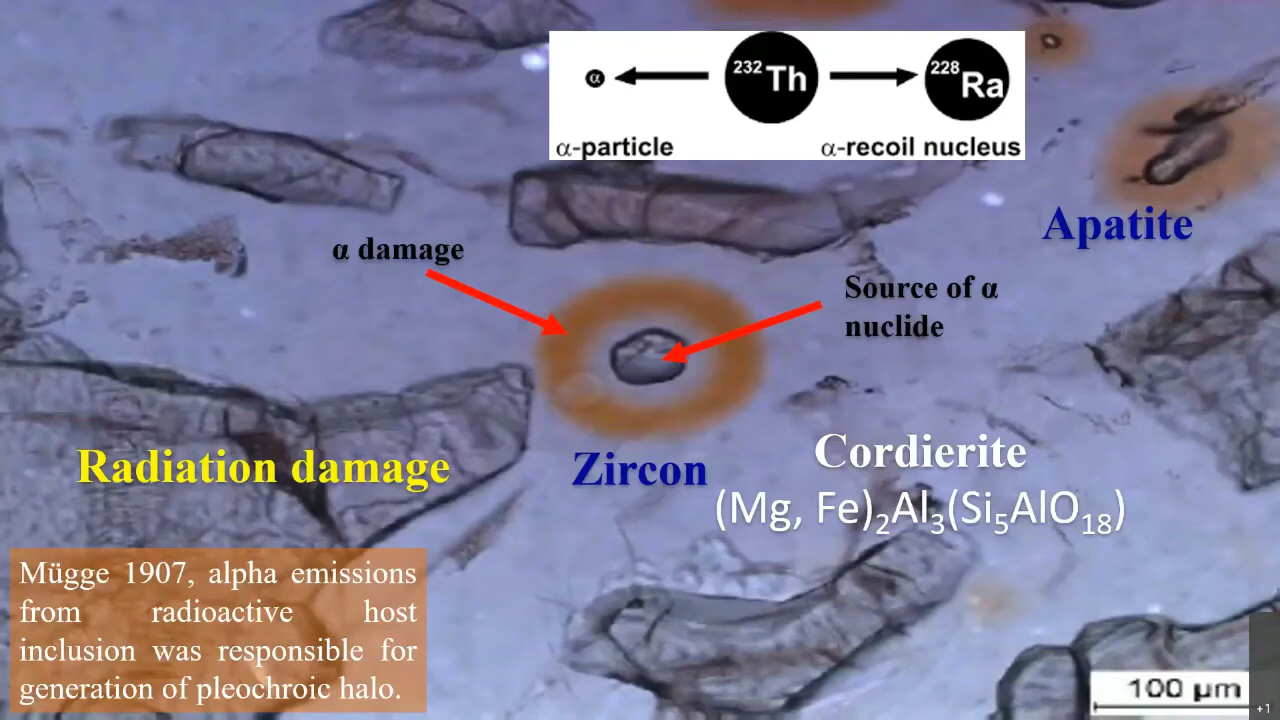 ²³²Th
²²⁸Ra
α
α-particle
α-recoil nucleus
Apatite
α damage
Source of α
nuclide
Cordierite
Radiation damage
Zircon
(Mg, Fe)₂Al₃(Si₅AlO₁₈)
Mügge 1907, alpha emissions
from radioactive host
inclusion was responsible for
generation of pleochroic halo.
100 µm
+1